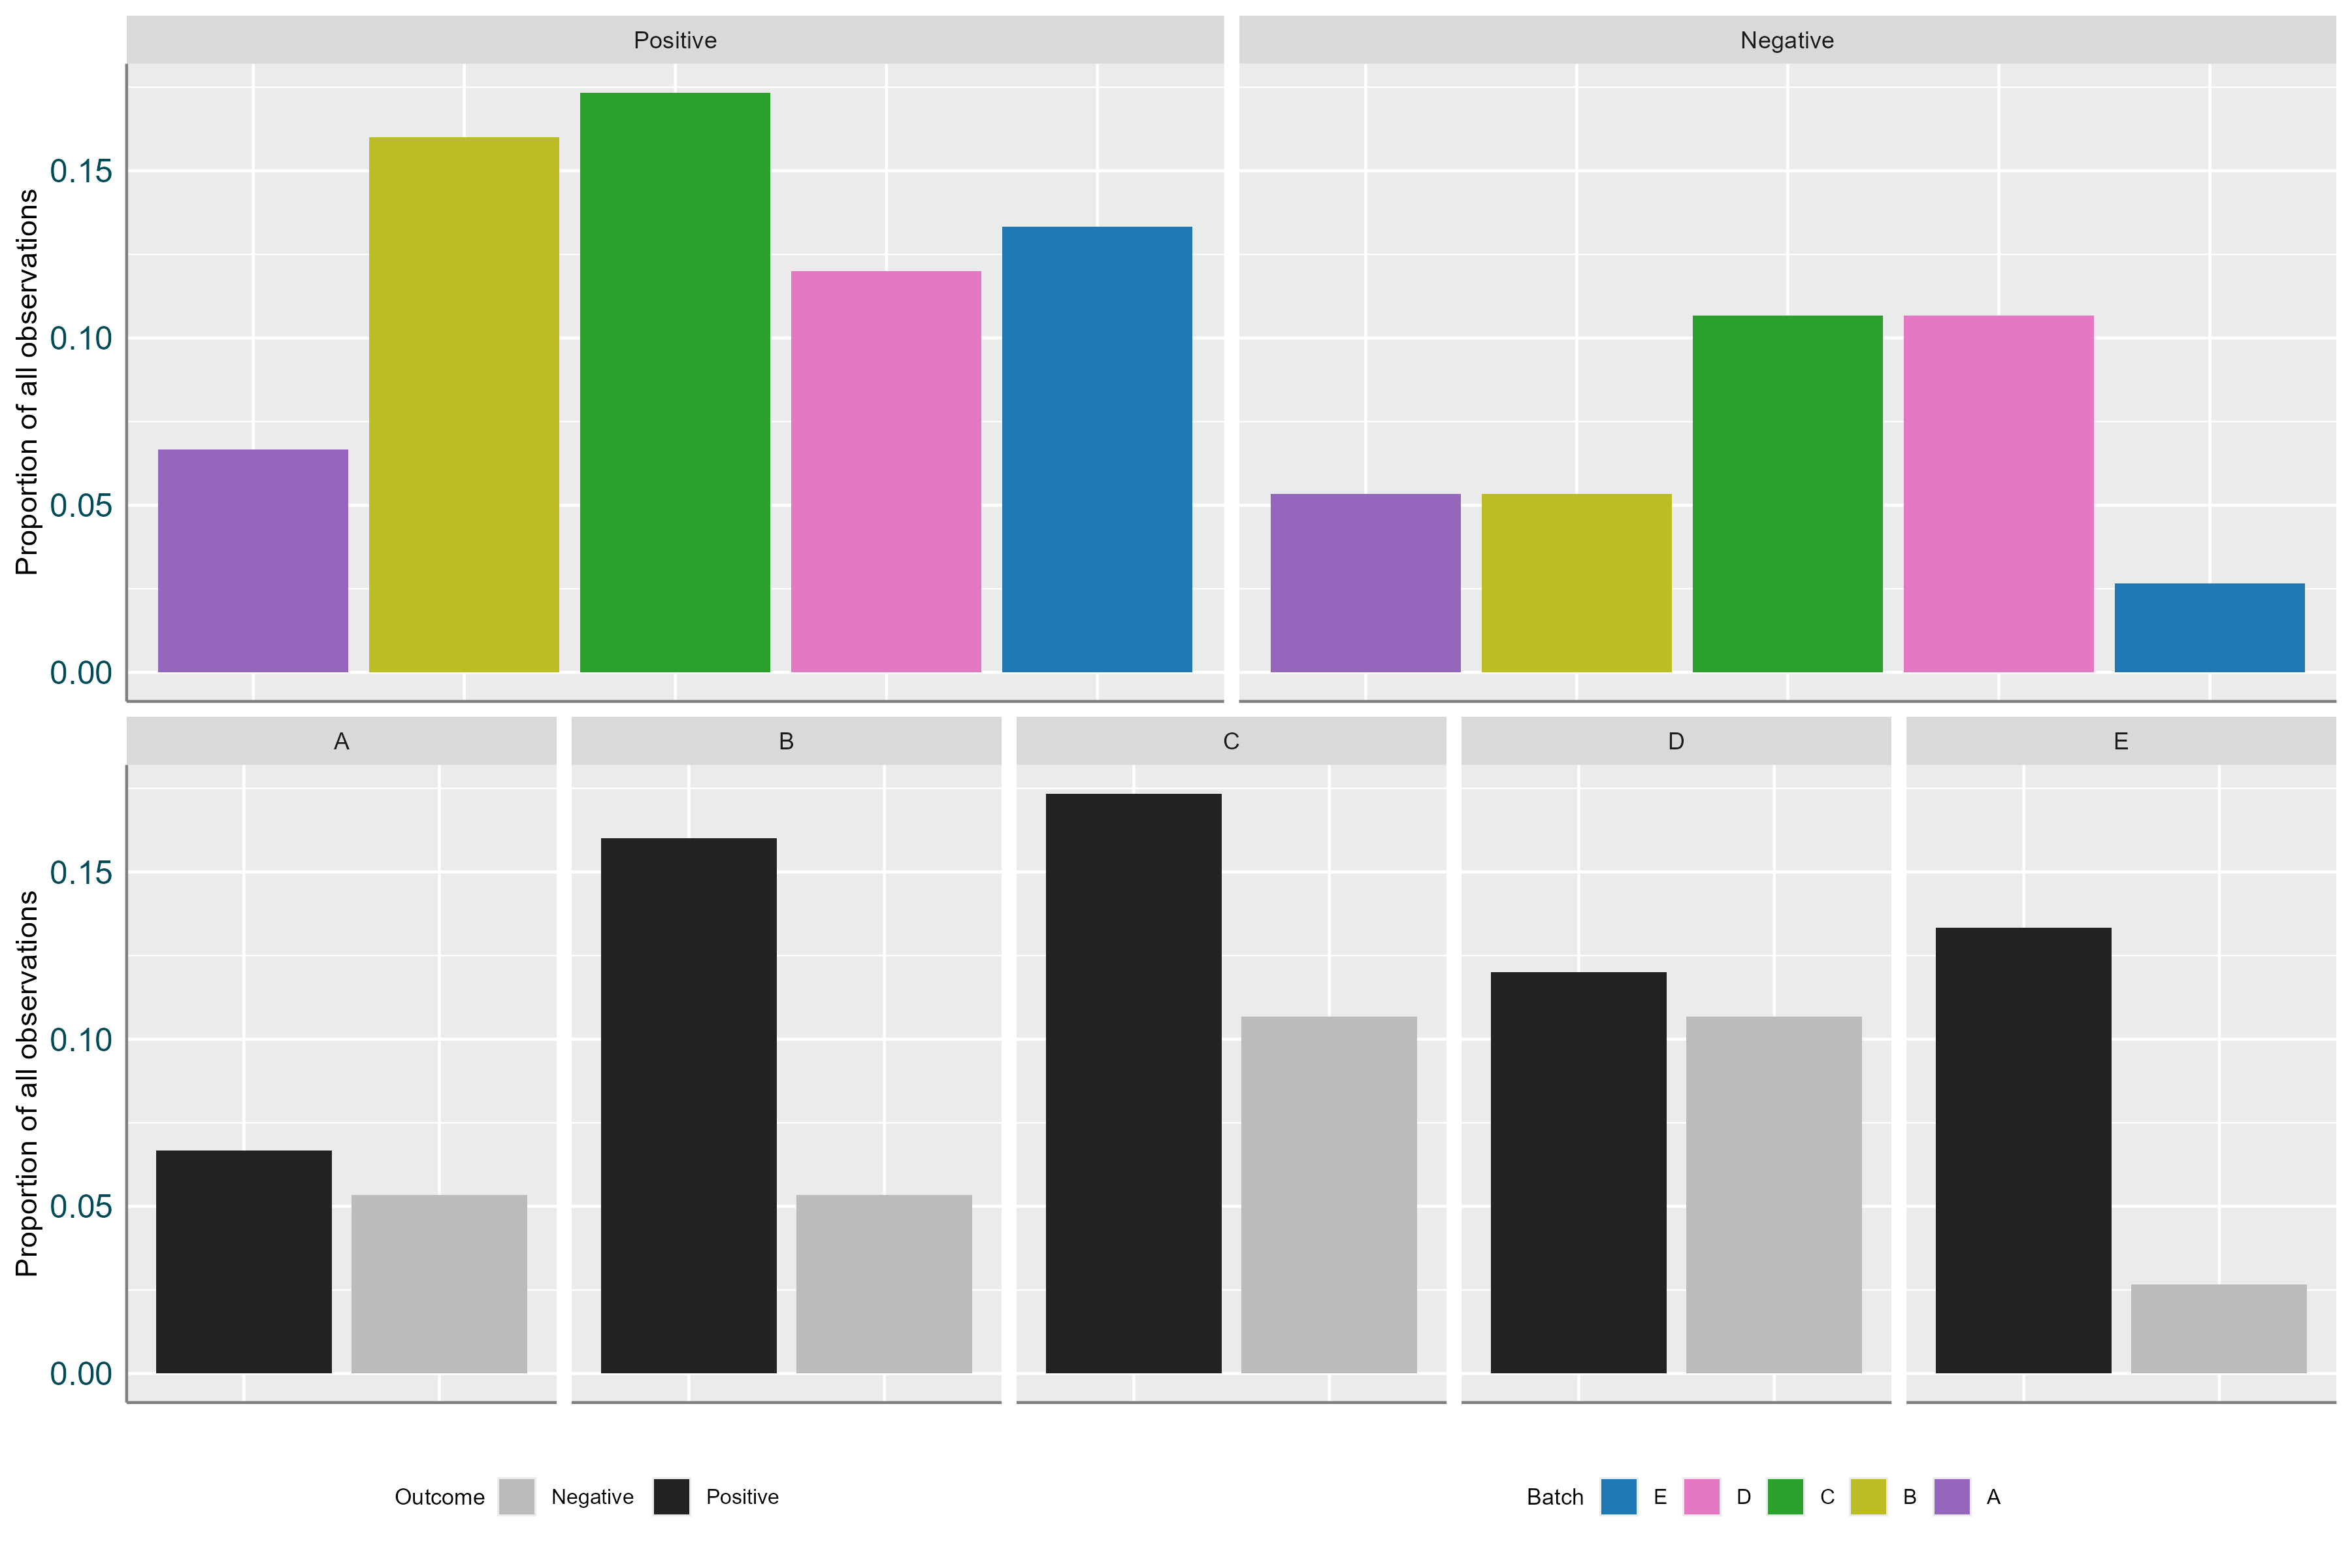 Positive
Negative
Proportion of all observations
0.15
0.10
0.05
0.00
A
B
C
D
E
Proportion of all observations
0.15
0.10
0.05
0.00
Outcome Negative Positive
Batch E D C B A